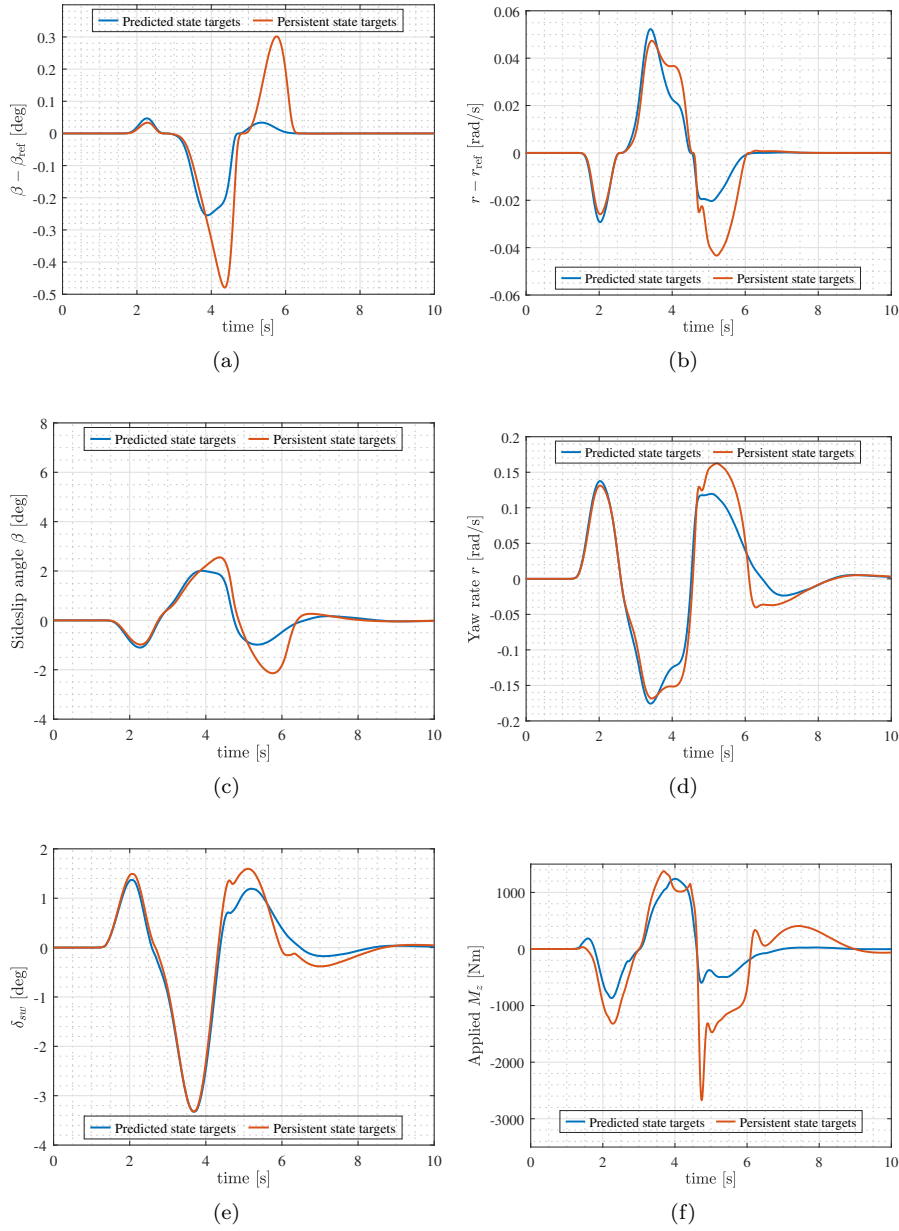 Predicted state targets Persistent state targets
0.3
0.2
0.1
0
-0.1
-0.2
-0.3
-0.4
-0.5
β − β_ref [deg]
0 2 4 6 8 10
time [s]
(a)
0.06
0.04
0.02
0
-0.02
-0.04
-0.06
r − r_ref [rad/s]
Predicted state targets Persistent state targets
0 2 4 6 8 10
time [s]
(b)
8
6
4
2
0
-2
-4
Sideslip angle β [deg]
Predicted state targets Persistent state targets
0 2 4 6 8 10
time [s]
(c)
0.2
0.15
0.1
0.05
0
-0.05
-0.1
-0.15
-0.2
Yaw rate r [rad/s]
Predicted state targets Persistent state targets
0 2 4 6 8 10
time [s]
(d)
2
1
0
-1
-2
-3
-4
δ_sw [deg]
Predicted state targets Persistent state targets
0 2 4 6 8 10
time [s]
(e)
1000
0
-1000
-2000
-3000
Applied M_z [Nm]
Predicted state targets Persistent state targets
0 2 4 6 8 10
time [s]
(f)